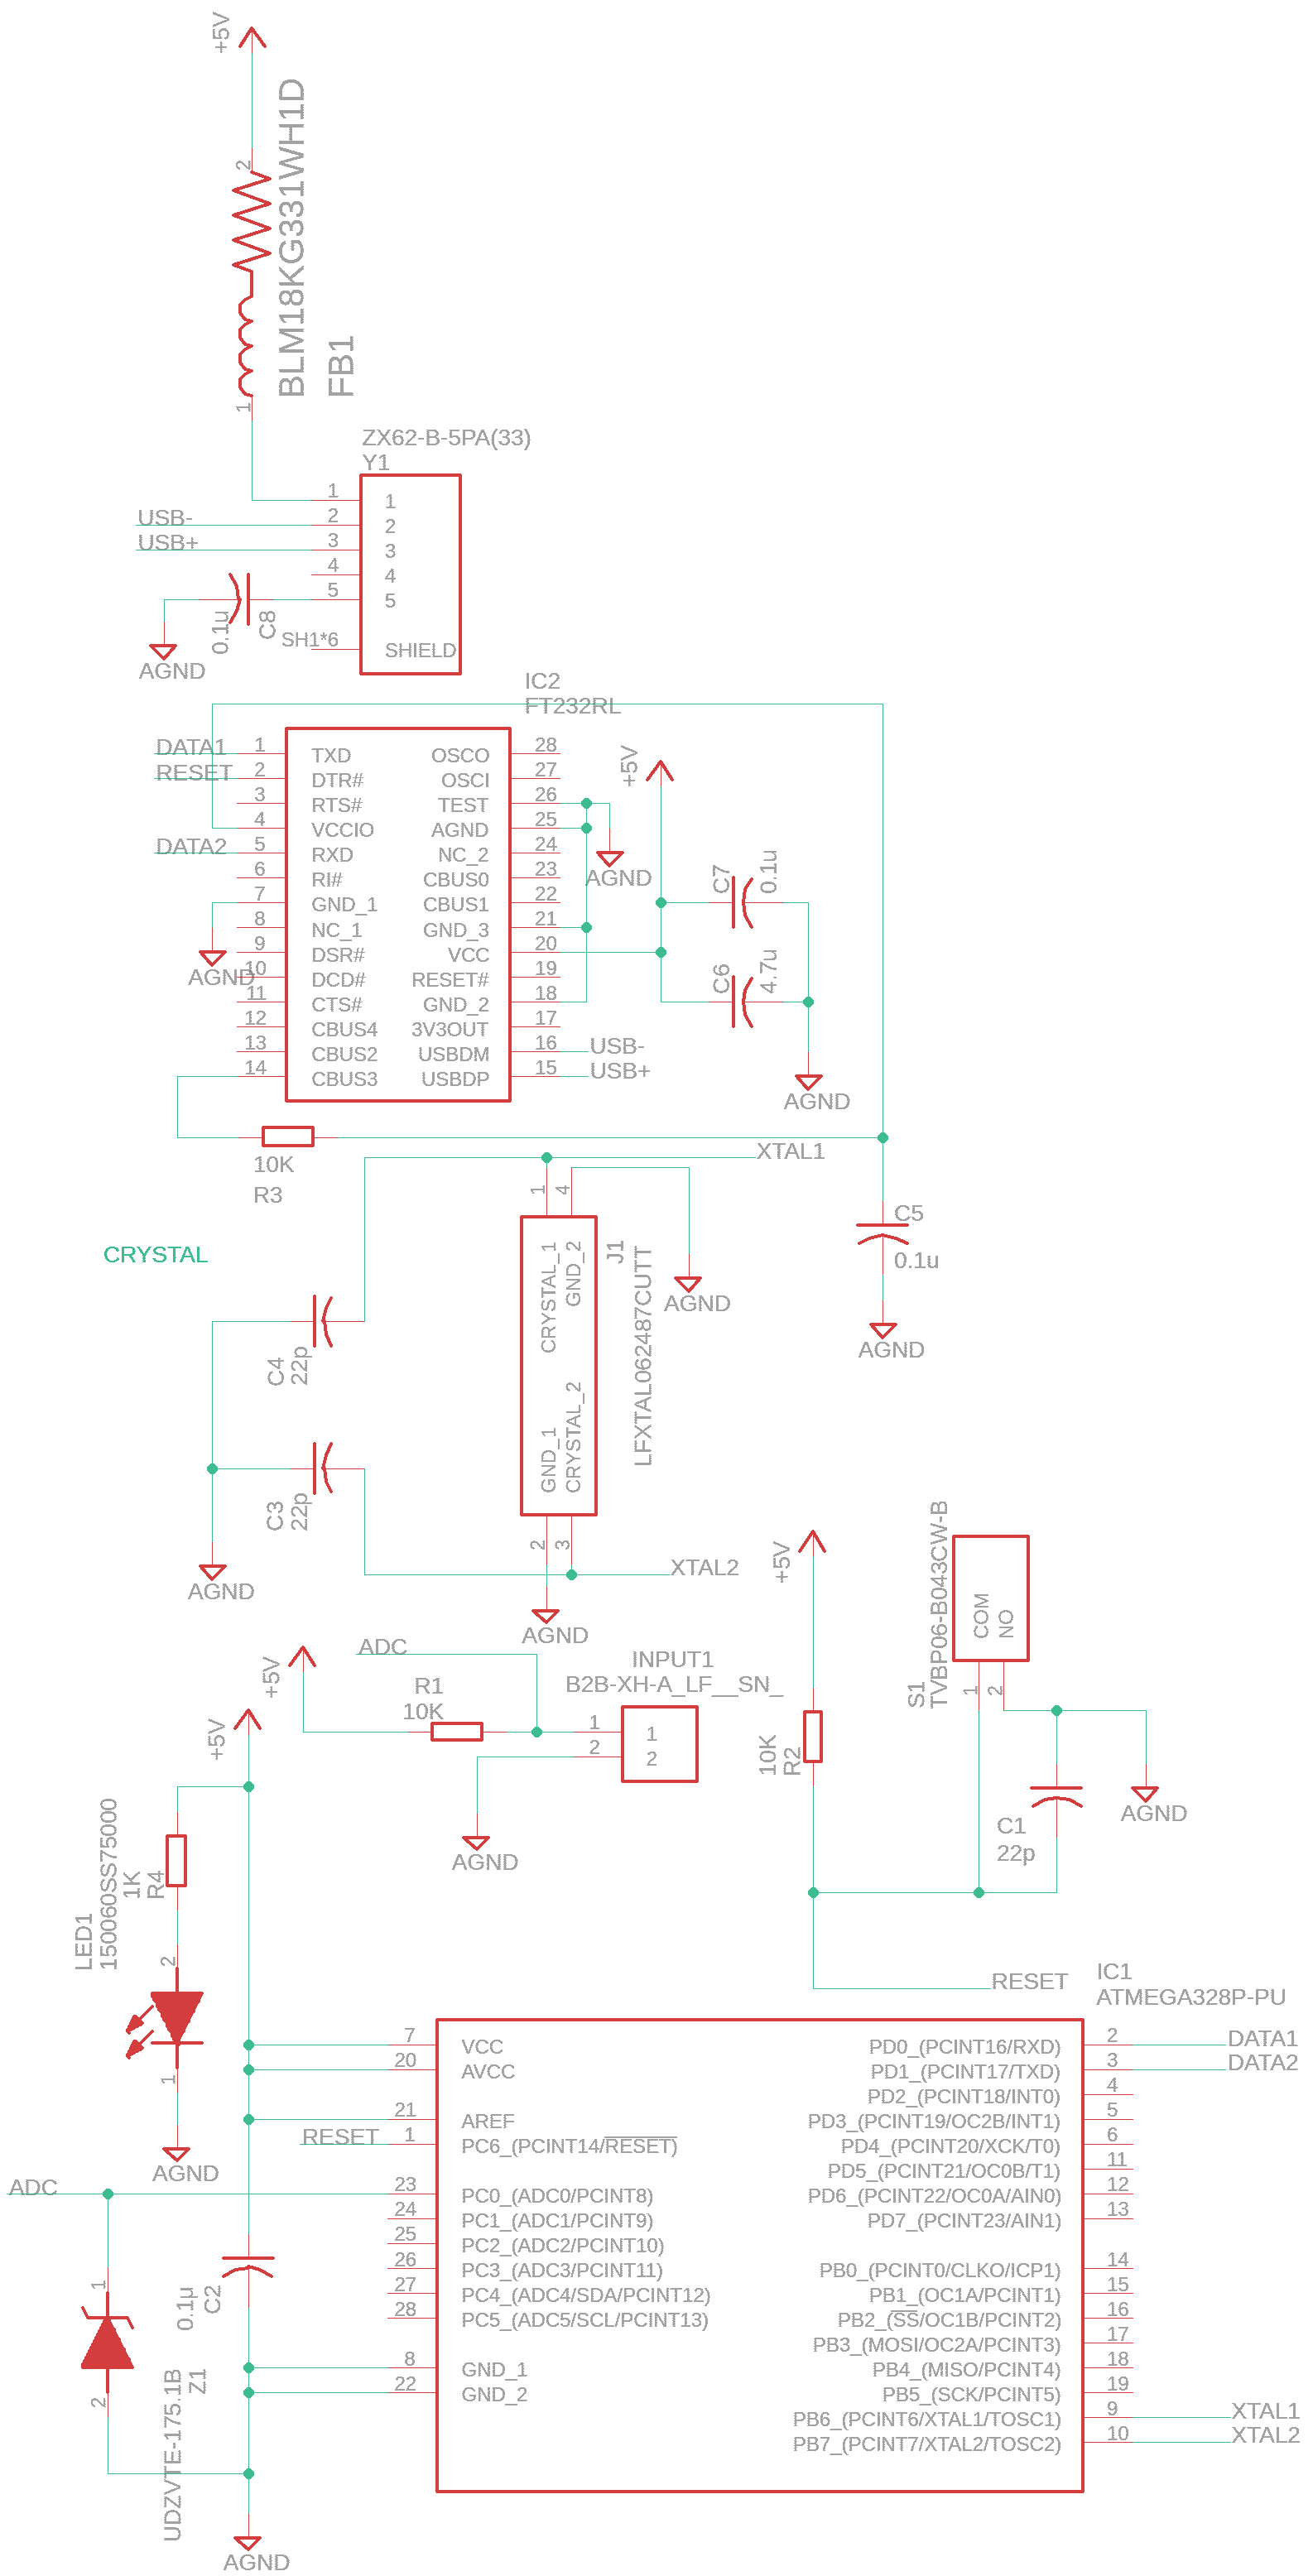 +5V
2
BLM18KG331WH1D
FB1
1
ZX62-B-5PA(33)
Y1
1 1
USB- 2 2
USB+ 3 3
4 4
5 5
0.1u
C8
SH1*6 SHIELD
AGND
IC2
FT232RL
DATA1 1 TXD OSCO 28
RESET 2 DTR# OSCI 27
3 RTS# TEST 26
4 VCCIO AGND 25
DATA2 5 RXD NC_2 24
6 RI# CBUS0 23
7 GND_1 CBUS1 22
8 NC_1 GND_3 21
9 DSR# VCC 20
10 DCD# RESET# 19
11 CTS# GND_2 18
12 CBUS4 3V3OUT 17
13 CBUS2 USBDM 16 USB-
14 CBUS3 USBDP 15 USB+
AGND
AGND
+5V
C7
0.1u
C6
4.7u
AGND
10K
R3
XTAL1
CRYSTAL
1
4
CRYSTAL_1
GND_2
GND_1
CRYSTAL_2
2
3
J1
LFXTAL062487CUTT
AGND
C5
0.1u
AGND
C4
22p
C3
22p
AGND
XTAL2
AGND
+5V
ADC
R1
10K
INPUT1
B2B-XH-A_LF__SN_
1 1
2 2
AGND
+5V
10K
R2
S1
TVBP06-B043CW-B
COM
NO
1
2
C1
22p
AGND
RESET
+5V
1K
R4
LED1
150060SS75000
2
1
AGND
IC1
ATMEGA328P-PU
7 VCC PD0_(PCINT16/RXD) 2 DATA1
20 AVCC PD1_(PCINT17/TXD) 3 DATA2
PD2_(PCINT18/INT0) 4
21 AREF PD3_(PCINT19/OC2B/INT1) 5
RESET 1 PC6_(PCINT14/RESET) PD4_(PCINT20/XCK/T0) 6
PD5_(PCINT21/OC0B/T1) 11
ADC 23 PC0_(ADC0/PCINT8) PD6_(PCINT22/OC0A/AIN0) 12
24 PC1_(ADC1/PCINT9) PD7_(PCINT23/AIN1) 13
25 PC2_(ADC2/PCINT10)
26 PC3_(ADC3/PCINT11) PB0_(PCINT0/CLKO/ICP1) 14
27 PC4_(ADC4/SDA/PCINT12) PB1_(OC1A/PCINT1) 15
28 PC5_(ADC5/SCL/PCINT13) PB2_(SS/OC1B/PCINT2) 16
PB3_(MOSI/OC2A/PCINT3) 17
8 GND_1 PB4_(MISO/PCINT4) 18
22 GND_2 PB5_(SCK/PCINT5) 19
PB6_(PCINT6/XTAL1/TOSC1) 9 XTAL1
PB7_(PCINT7/XTAL2/TOSC2) 10 XTAL2
1
2
UDZVTE-175.1B
Z1
0.1µ
C2
AGND